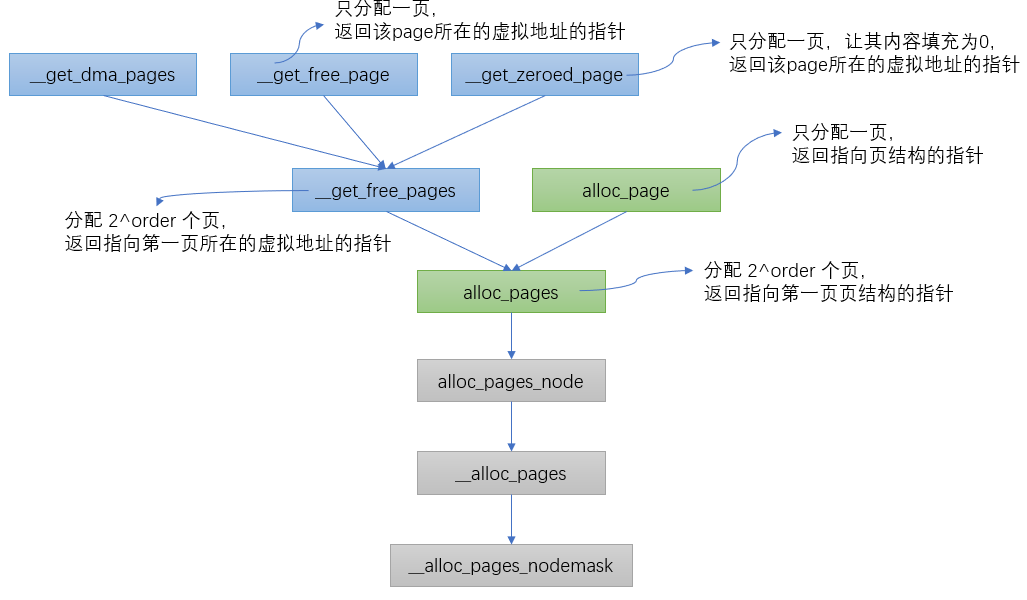 只分配一页，
返回该page所在的虚拟地址的指针
__get_dma_pages
__get_free_page
__get_zeroed_page
只分配一页，让其内容填充为0，
返回该page所在的虚拟地址的指针
只分配一页，
返回指向页结构的指针
__get_free_pages
alloc_page
分配 2^order 个页，
返回指向第一页所在的虚拟地址的指针
alloc_pages
分配 2^order 个页，
返回指向第一页页结构的指针
alloc_pages_node
__alloc_pages
__alloc_pages_nodemask